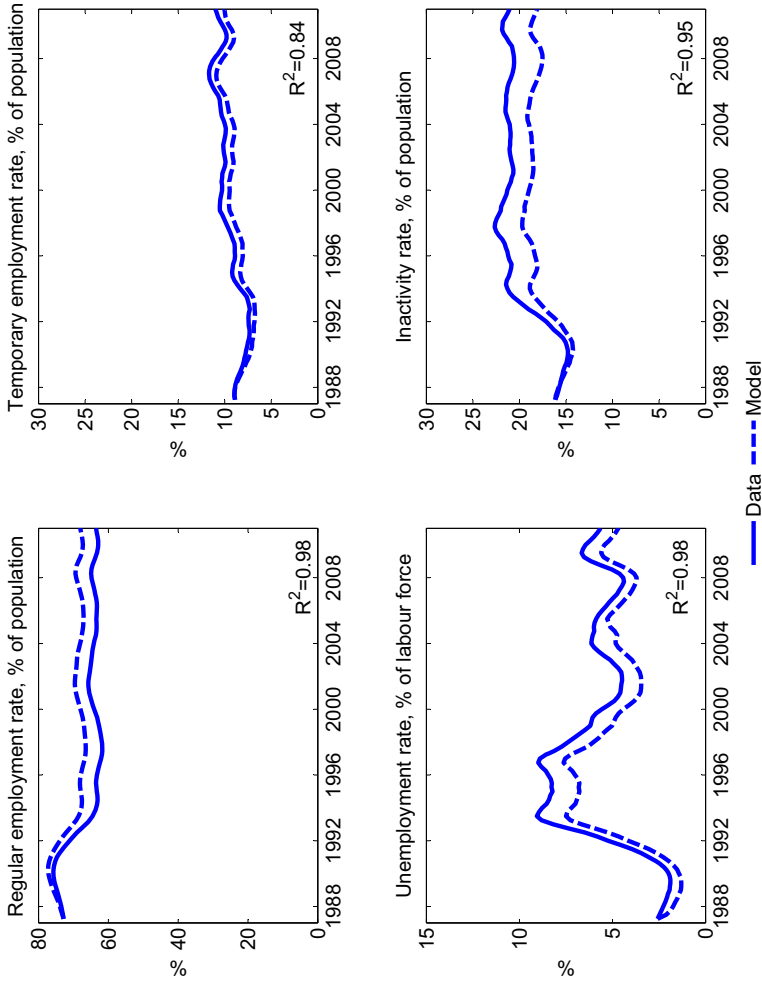 Regular employment rate, % of population
80
60
40
20
0
%
R²=0.98
1988 1992 1996 2000 2004 2008
Temporary employment rate, % of population
30
25
20
15
10
5
0
%
R²=0.84
1988 1992 1996 2000 2004 2008
Unemployment rate, % of labour force
15
10
5
0
%
R²=0.98
1988 1992 1996 2000 2004 2008
Inactivity rate, % of population
30
25
20
15
10
5
0
%
R²=0.95
1988 1992 1996 2000 2004 2008
Data Model